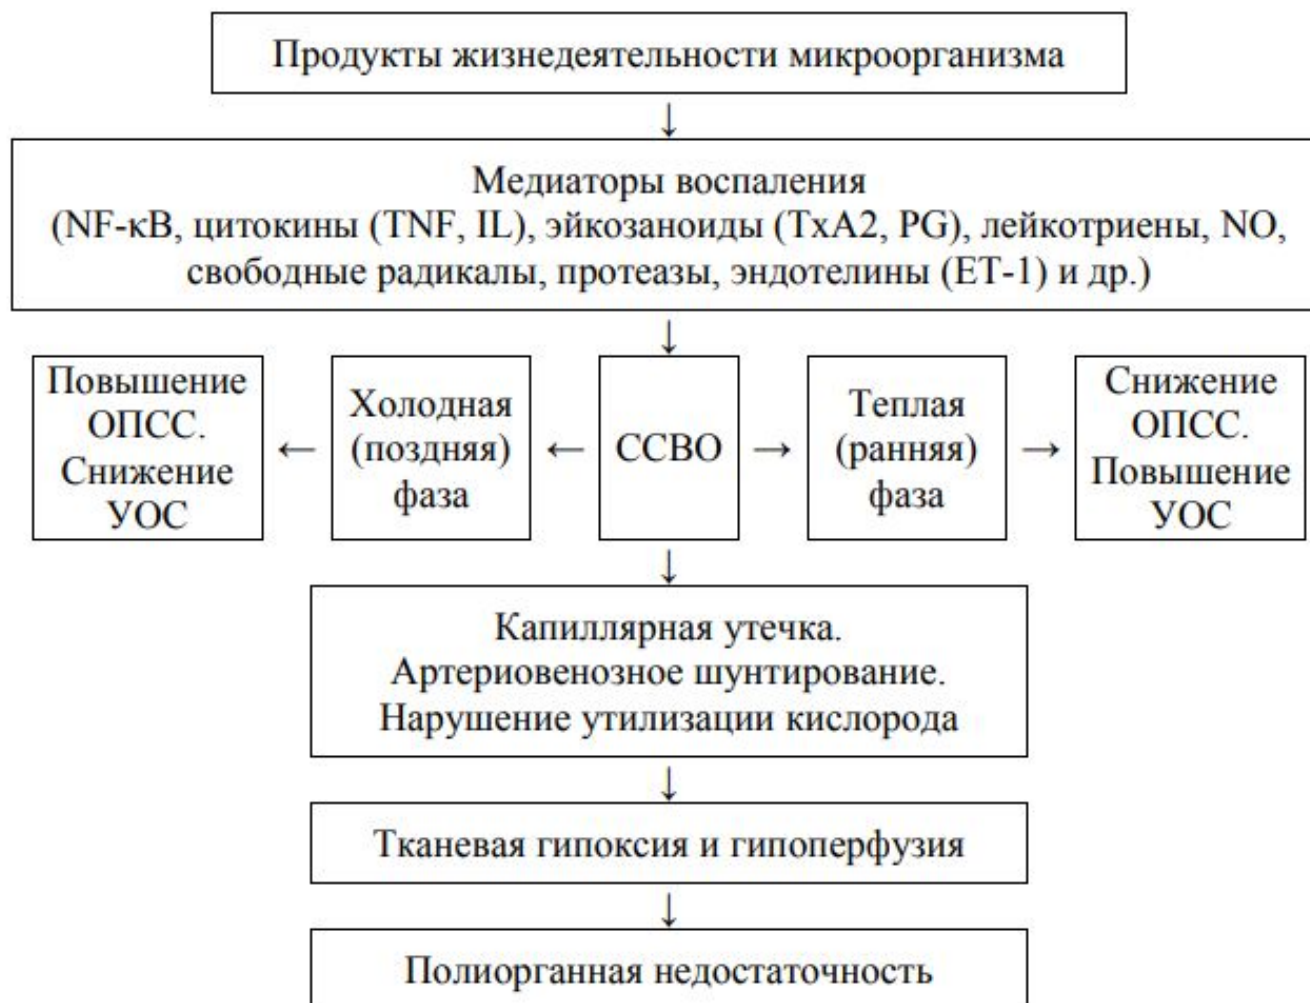 Продукты жизнедеятельности микроорганизма
↓
Медиаторы воспаления
(NF-κB, цитокины (TNF, IL), эйкозаноиды (TxA2, PG), лейкотриены, NO,
свободные радикалы, протеазы, эндотелины (ET-1) и др.)
↓
Повышение
ОПСС.
Снижение
УОС
←
Холодная
(поздняя)
фаза
←
ССВО
→
Теплая
(ранняя)
фаза
→
Снижение
ОПСС.
Повышение
УОС
↓
Капиллярная утечка.
Артериовенозное шунтирование.
Нарушение утилизации кислорода
↓
Тканевая гипоксия и гипоперфузия
↓
Полиорганная недостаточность